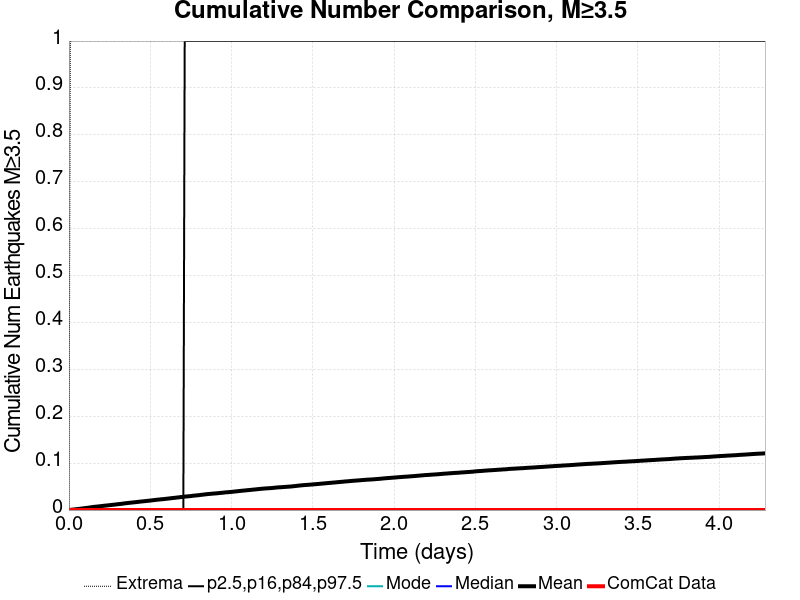 Cumulative Number Comparison, M≥3.5
Cumulative Num Earthquakes M≥3.5
1
0.9
0.8
0.7
0.6
0.5
0.4
0.3
0.2
0.1
0
0.0 0.5 1.0 1.5 2.0 2.5 3.0 3.5 4.0
Time (days)
Extrema p2.5,p16,p84,p97.5 Mode Median Mean ComCat Data